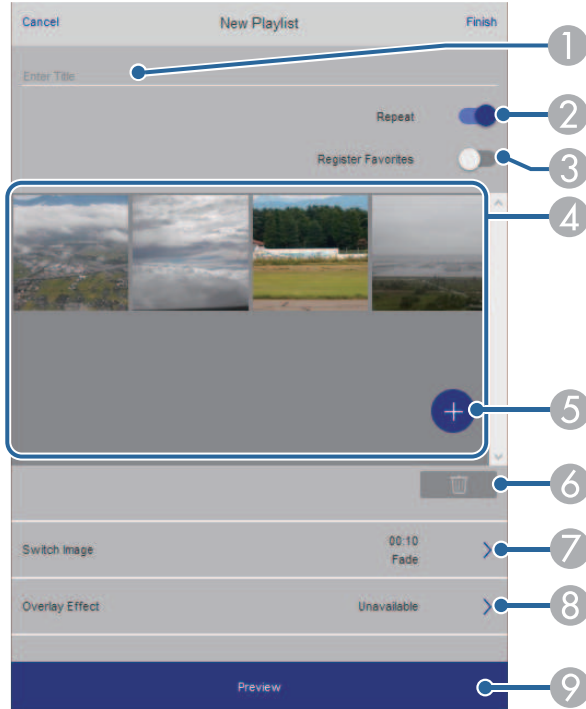 Cancel New Playlist Finish
1
Enter Title
Repeat 2
Register Favorites 3
4
5
6
Switch Image 00:10 7
Fade
Overlay Effect Unavailable 8
Preview 9